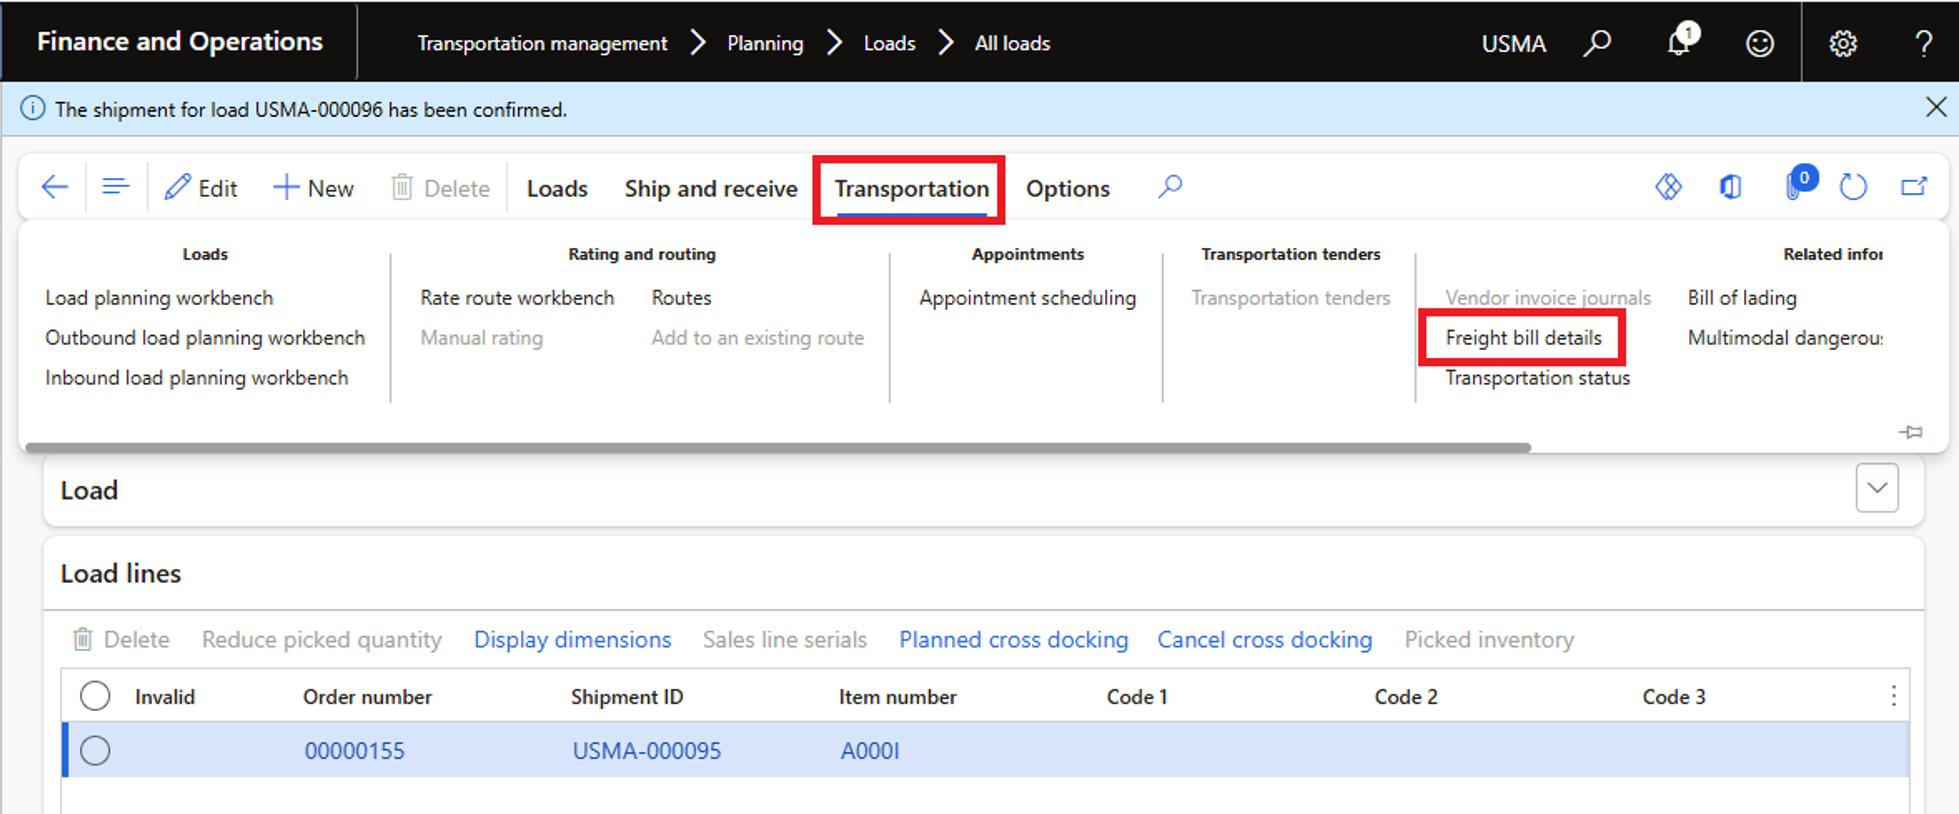 Finance and Operations
Transportation management > Planning > Loads > All loads
USMA
1
?
The shipment for load USMA-000096 has been confirmed.
Edit
New
Delete
Loads
Ship and receive
Transportation
Options
0
Loads
Load planning workbench
Outbound load planning workbench
Inbound load planning workbench
Rating and routing
Rate route workbench
Routes
Manual rating
Add to an existing route
Appointments
Appointment scheduling
Transportation tenders
Transportation tenders
Vendor invoice journals
Freight bill details
Transportation status
Related infor
Bill of lading
Multimodal dangerous
Load
Load lines
Delete
Reduce picked quantity
Display dimensions
Sales line serials
Planned cross docking
Cancel cross docking
Picked inventory
Invalid
Order number
Shipment ID
Item number
Code 1
Code 2
Code 3
00000155
USMA-000095
A000I